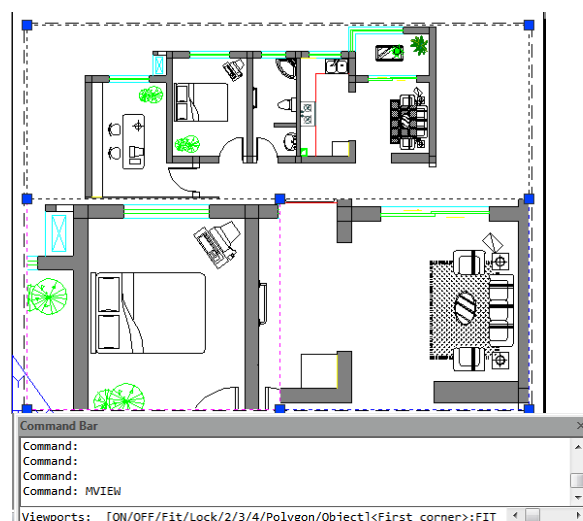 Command Bar
Command:
Command:
Command:
Command: MVIEW
Viewports: [ON/OFF/Fit/Lock/2/3/4/Polygon/Object]<First corner>:FIT